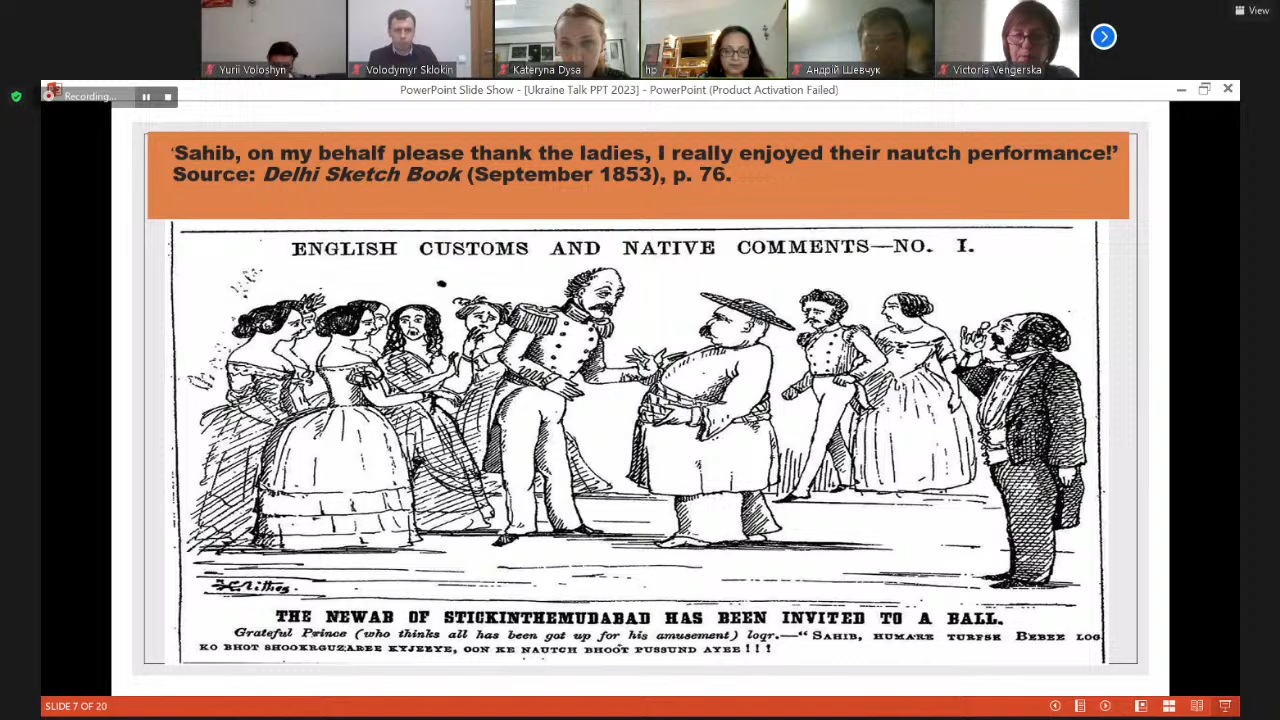 View
Yurii Voloshyn
Volodymyr Sklokin
Kateryna Dysa
hp
Андрій Шевчук
Victoria Vengerska
Recording...
PowerPoint Slide Show - [Ukraine Talk PPT 2023] - PowerPoint (Product Activation Failed)
‘Sahib, on my behalf please thank the ladies, I really enjoyed their nautch performance!’
Source: Delhi Sketch Book (September 1853), p. 76.
ENGLISH CUSTOMS AND NATIVE COMMENTS—NO. I.
THE NEWAB OF STICKINTHEMUDABAD HAS BEEN INVITED TO A BALL.
Grateful Prince (who thinks all has been got up for his amusement) loqr.—“ SAHIB, HUMARE TURFSE BEBEE LOG
KO BHOT SHOOKRGUZAREE KYJEEYE, OON KE NAUTCH BHOOT PUSSUND AYEE ! ! !
SLIDE 7 OF 20